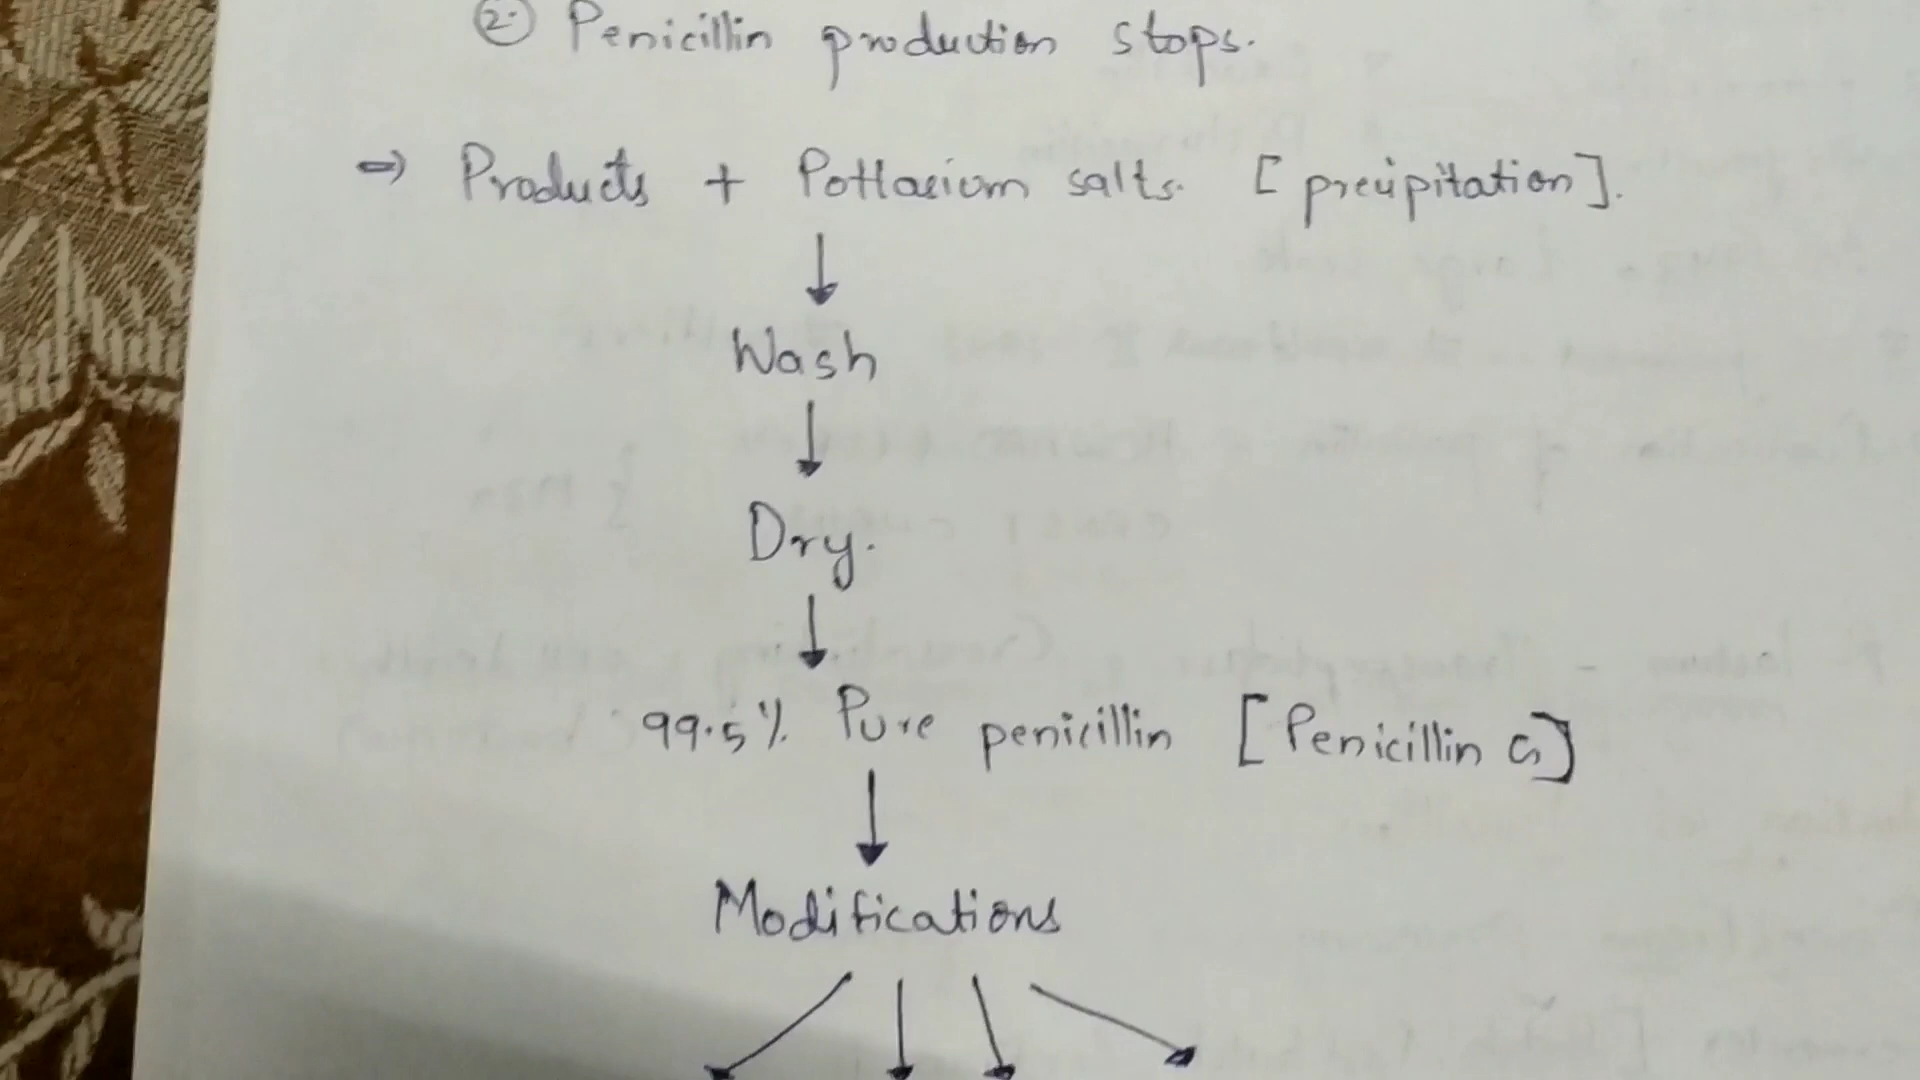 ② Penicillin production stops.
⇒ Products + Pottasium salts. [precipitation].
↓
Wash
↓
Dry.
↓
99.5% Pure penicillin [Penicillin G]
↓
Modifications